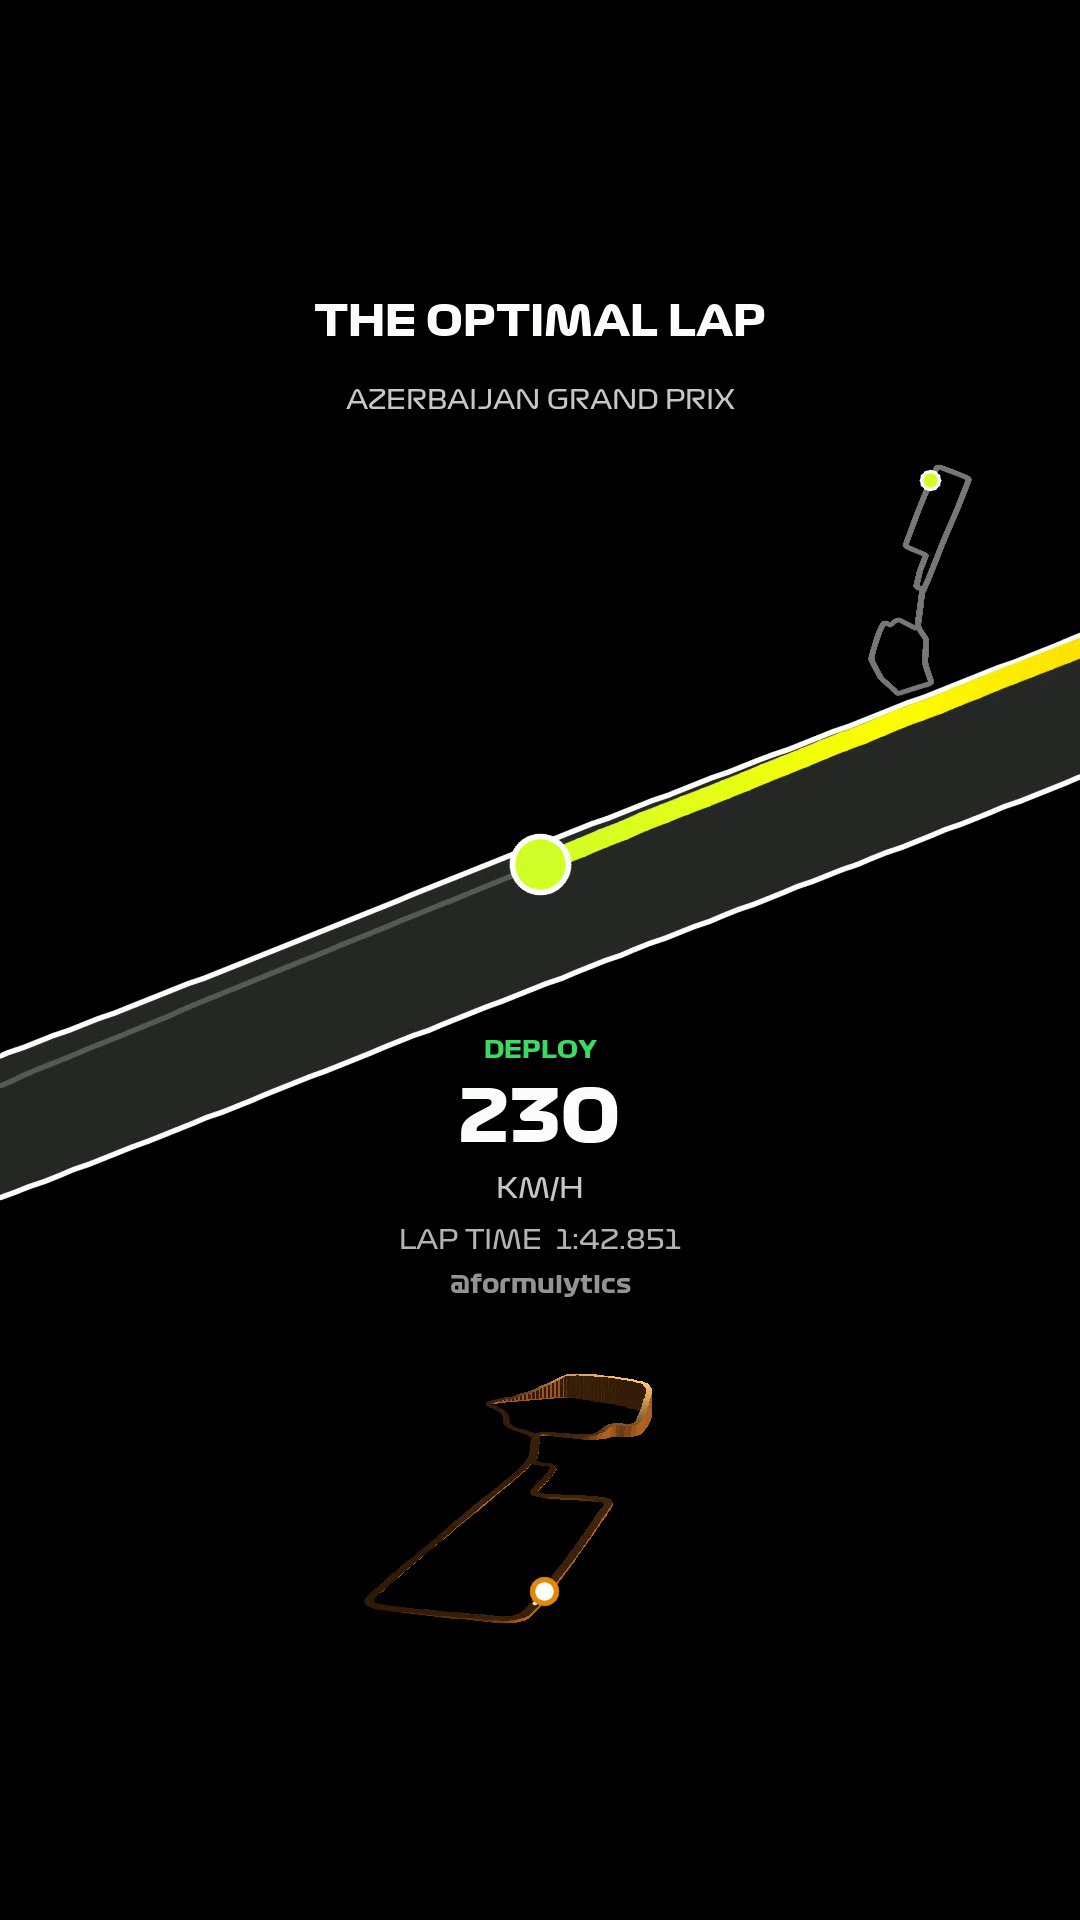 THE OPTIMAL LAP
AZERBAIJAN GRAND PRIX
DEPLOY
230
KM/H
LAP TIME 1:42.851
@formulytics